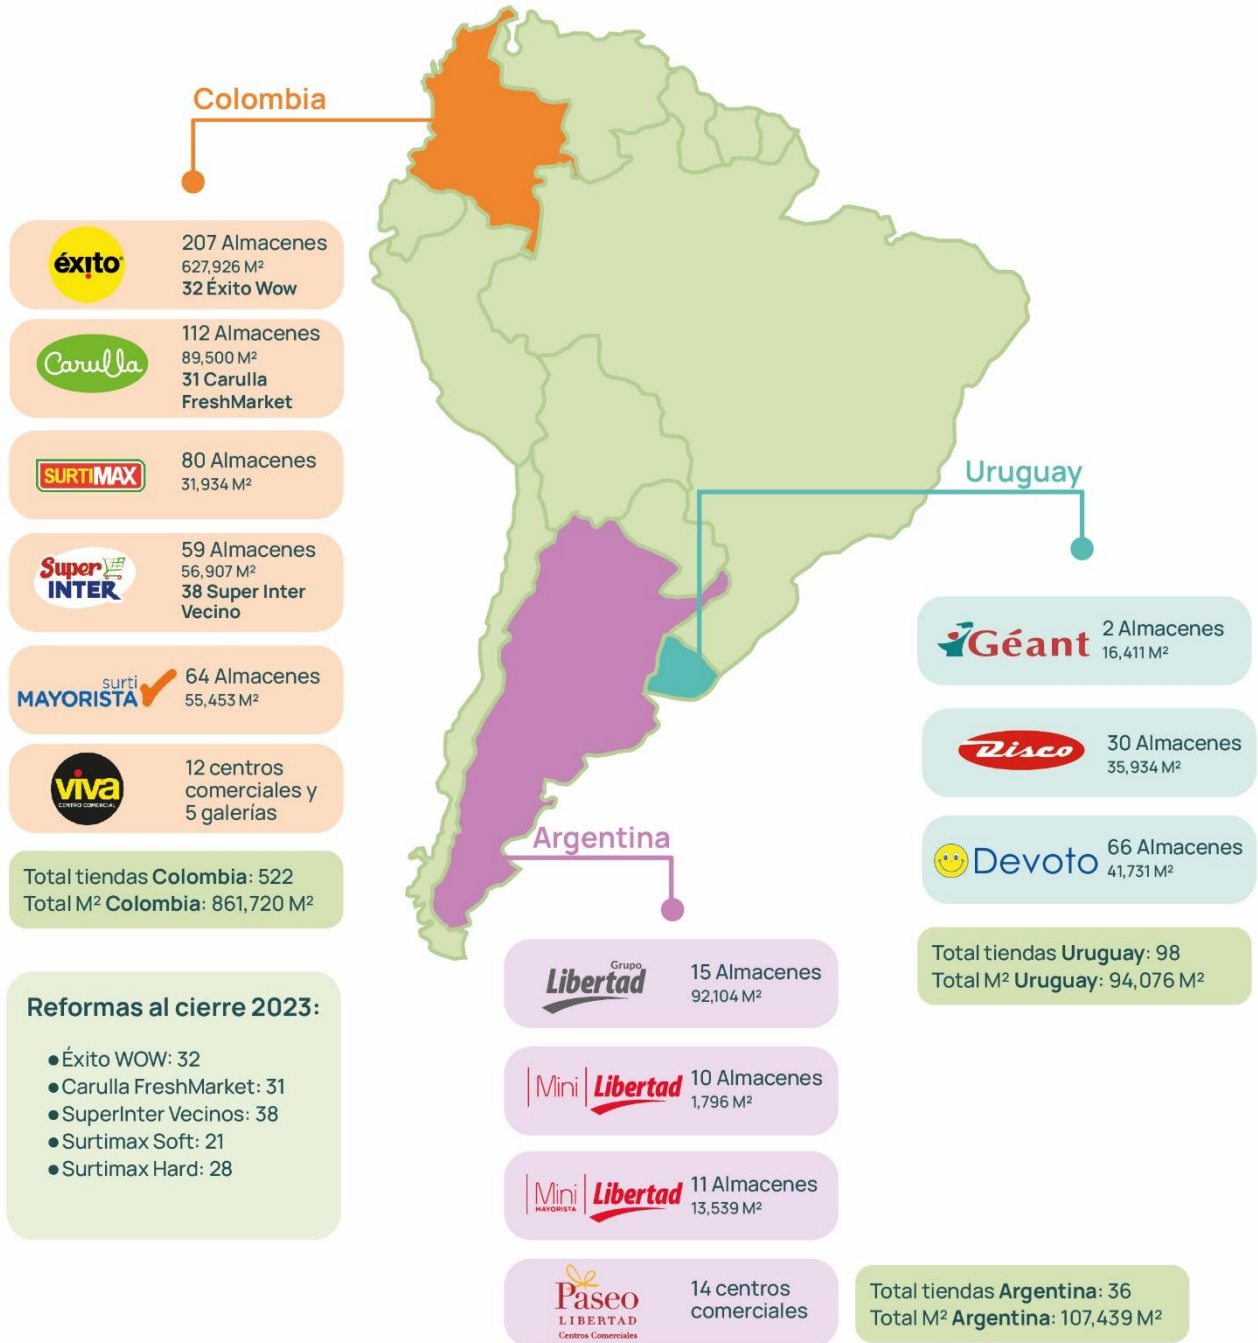 Colombia
éxito
207 Almacenes
627,926 M²
32 Éxito Wow
Carulla
112 Almacenes
89,500 M²
31 Carulla
FreshMarket
SURTIMAX
80 Almacenes
31,934 M²
Super
INTER
59 Almacenes
56,907 M²
38 Super Inter
Vecino
surti
MAYORISTA
64 Almacenes
55,453 M²
viva
CENTRO COMERCIAL
12 centros
comerciales y
5 galerías
Total tiendas Colombia: 522
Total M² Colombia: 861,720 M²
Reformas al cierre 2023:
● Éxito WOW: 32
● Carulla FreshMarket: 31
● SuperInter Vecinos: 38
● Surtimax Soft: 21
● Surtimax Hard: 28
Uruguay
Géant
2 Almacenes
16,411 M²
Disco
30 Almacenes
35,934 M²
Devoto
66 Almacenes
41,731 M²
Total tiendas Uruguay: 98
Total M² Uruguay: 94,076 M²
Argentina
Grupo
Libertad
15 Almacenes
92,104 M²
Mini Libertad
10 Almacenes
1,796 M²
Mini Libertad
MAYORISTA
11 Almacenes
13,539 M²
Paseo
LIBERTAD
Centros Comerciales
14 centros
comerciales
Total tiendas Argentina: 36
Total M² Argentina: 107,439 M²